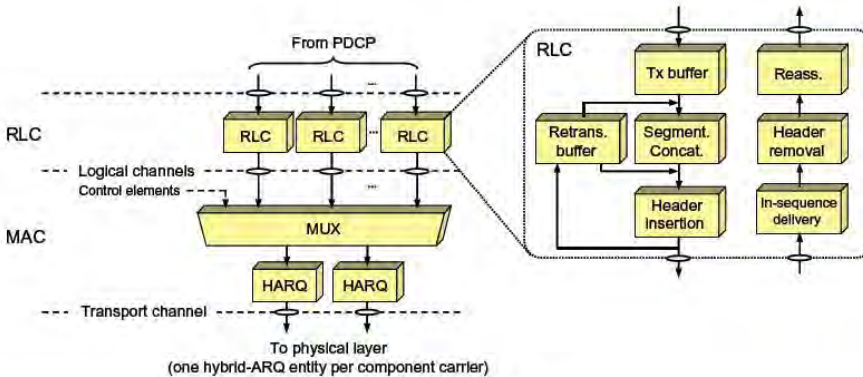 From PDCP
...
RLC
RLC
RLC
...
RLC
Logical channels
Control elements
...
MAC
MUX
HARQ
HARQ
Transport channel
To physical layer
(one hybrid-ARQ entity per component carrier)
RLC
Tx buffer
Reass.
Retrans.
buffer
Segment.
Concat.
Header
removal
Header
insertion
In-sequence
delivery